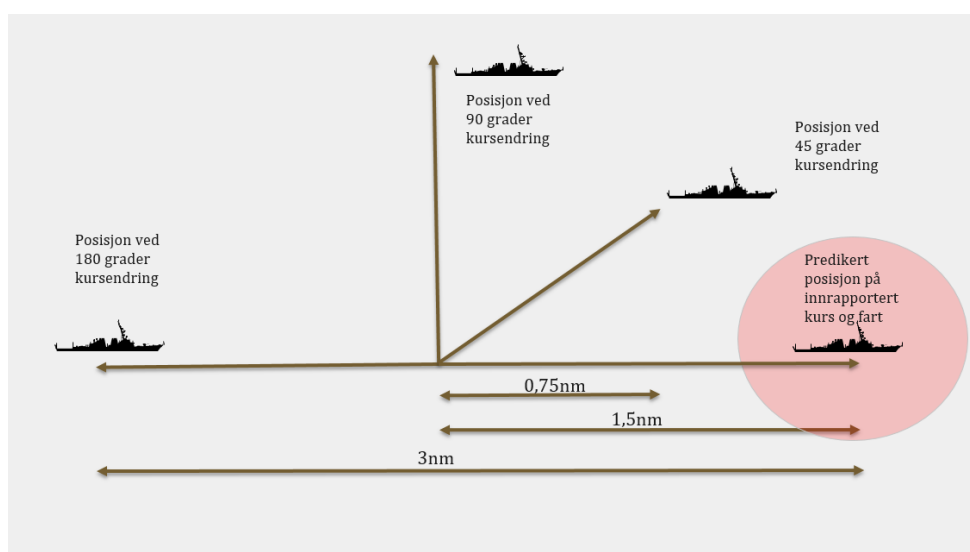 Posisjon ved
90 grader
kursendring
Posisjon ved
45 grader
kursendring
Posisjon ved
180 grader
kursendring
Predikert
posisjon på
innrapportert
kurs og fart
0,75nm
1,5nm
3nm